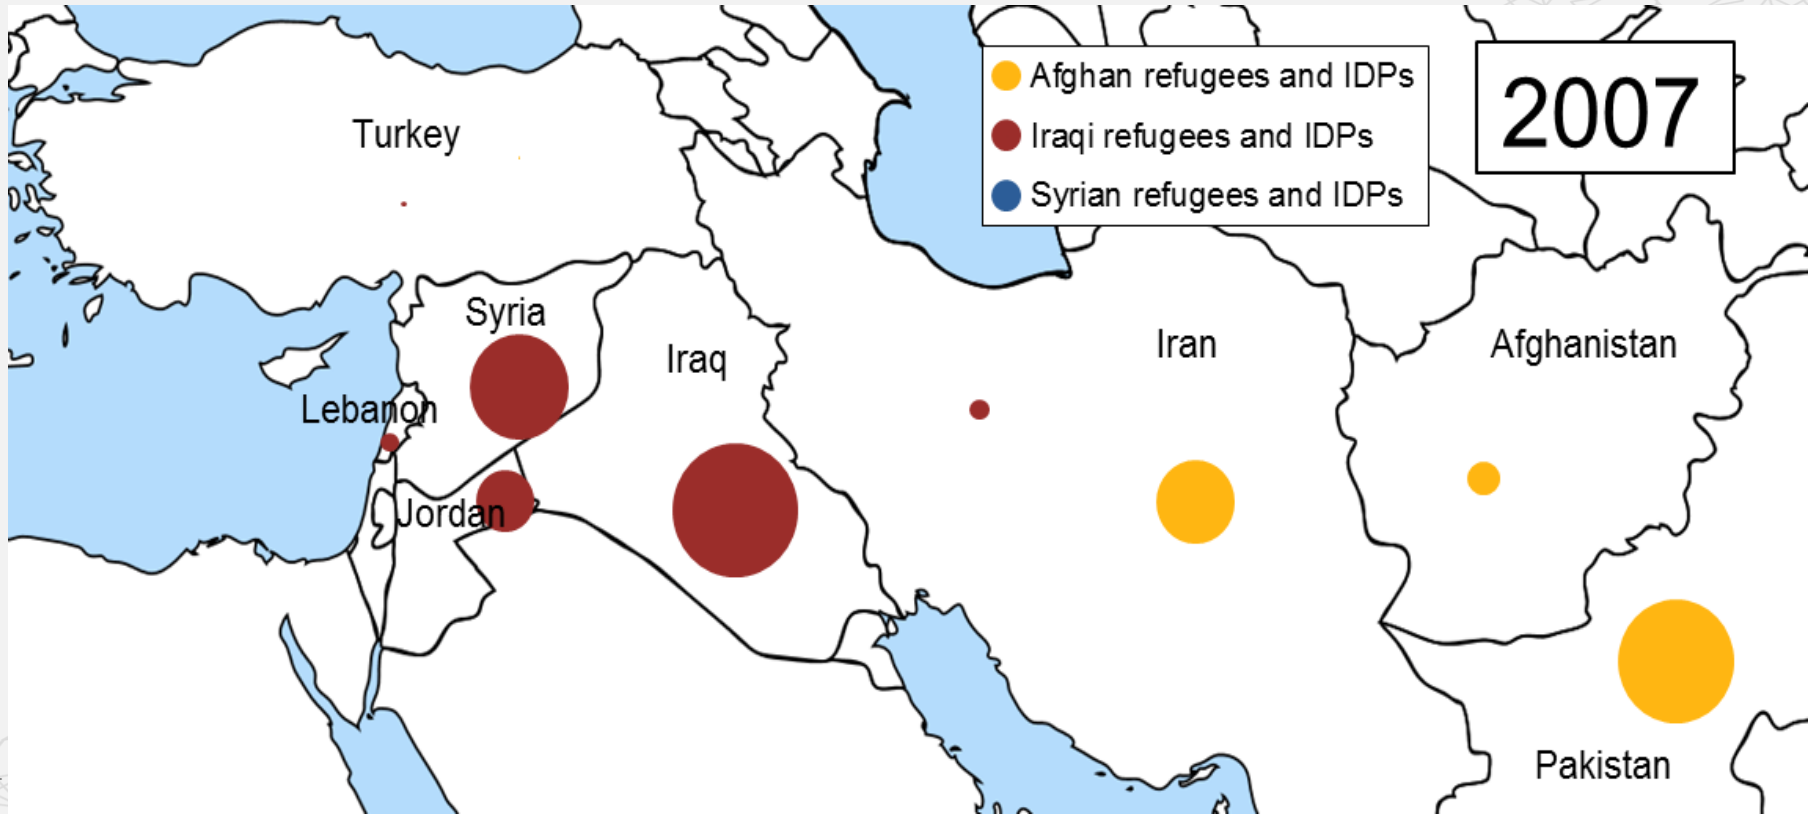 Afghan refugees and IDPs
Iraqi refugees and IDPs
Syrian refugees and IDPs
2007
Turkey
Syria
Iraq
Iran
Afghanistan
Lebanon
Jordan
Pakistan